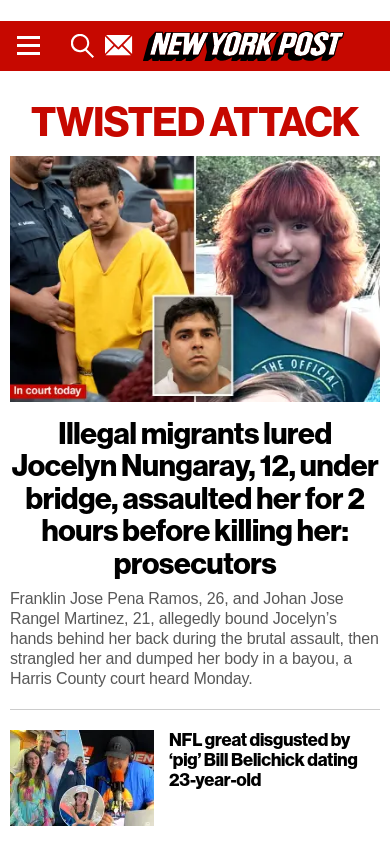 NEW YORK POST
TWISTED ATTACK
THE OFFICIAL
In court today
Illegal migrants lured
Jocelyn Nungaray, 12, under
bridge, assaulted her for 2
hours before killing her:
prosecutors
Franklin Jose Pena Ramos, 26, and Johan Jose
Rangel Martinez, 21, allegedly bound Jocelyn’s
hands behind her back during the brutal assault, then
strangled her and dumped her body in a bayou, a
Harris County court heard Monday.
NFL great disgusted by
‘pig’ Bill Belichick dating
23-year-old